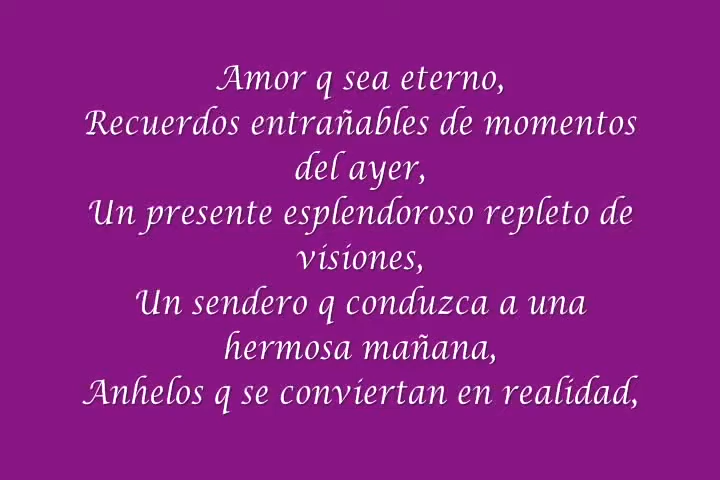 Amor q sea eterno,
Recuerdos entrañables de momentos
del ayer,
Un presente esplendoroso repleto de
visiones,
Un sendero q conduzca a una
hermosa mañana,
Anhelos q se conviertan en realidad,